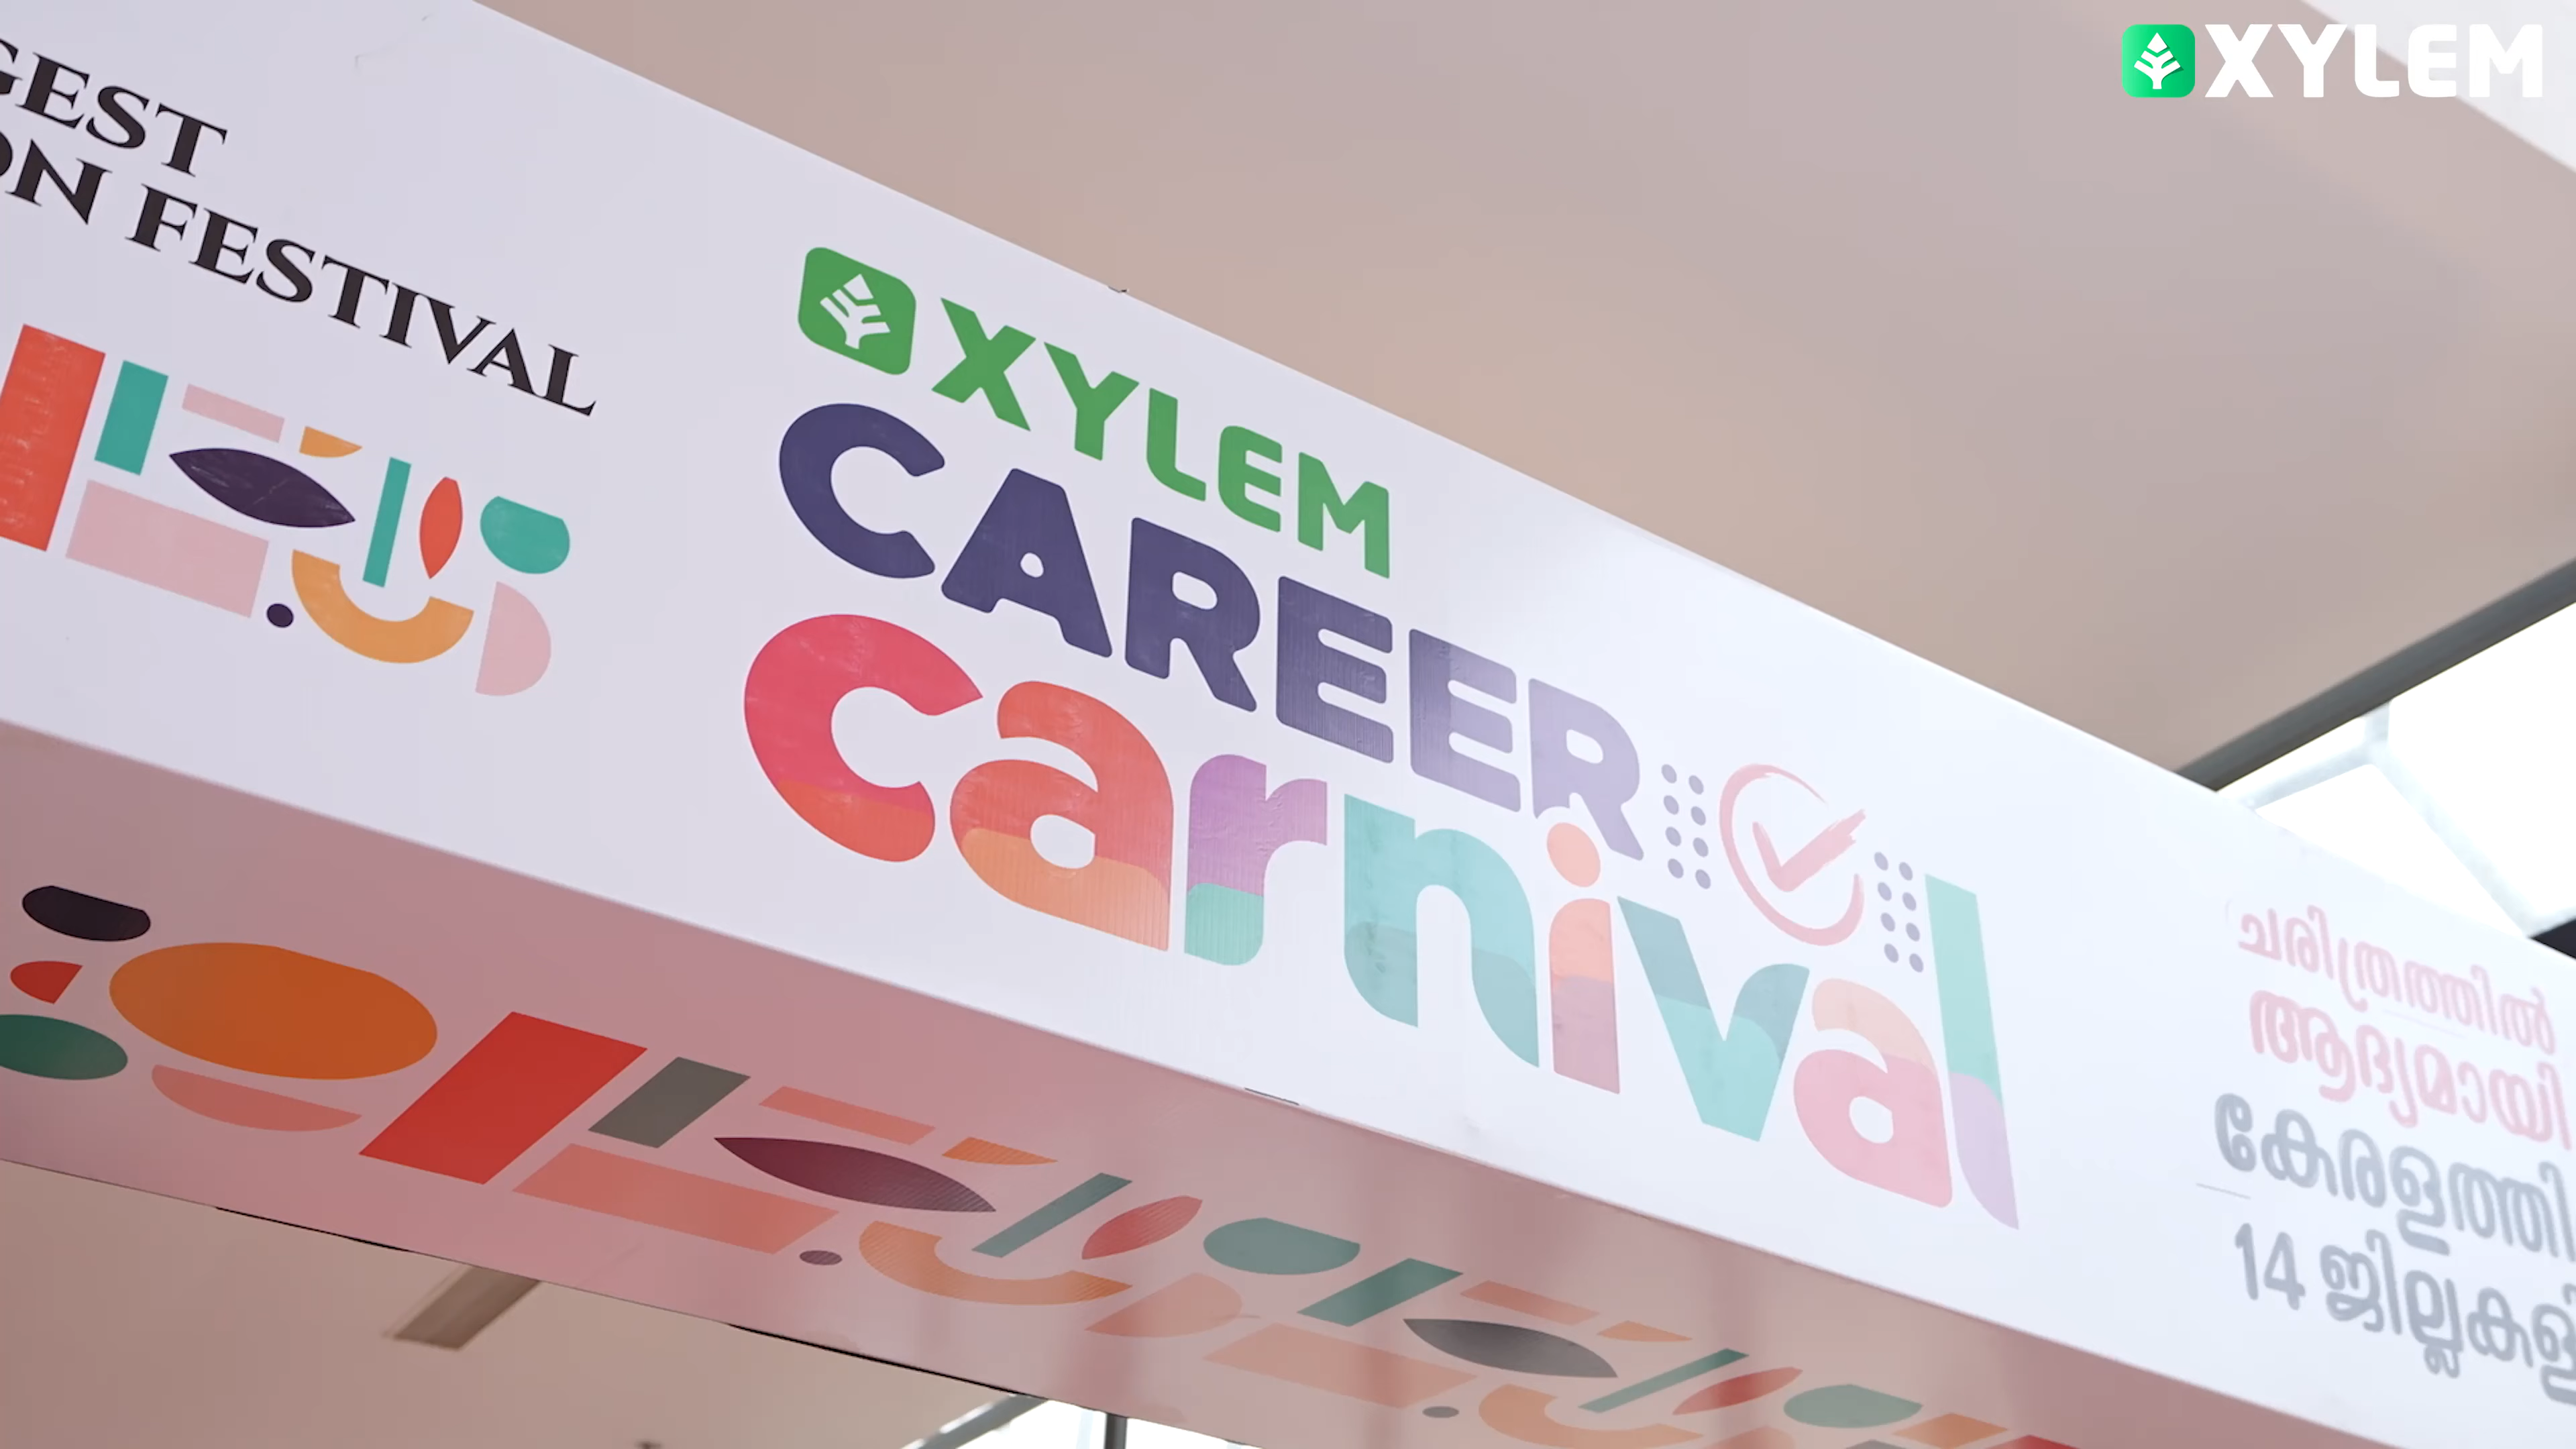 GEST
ON FESTIVAL
XYLEM
CAREER
carnival
ചരിത്രത്തിൽ
ആദ്യമായി
കേരളത്തി
14 ജില്ലകളി
XYLEM